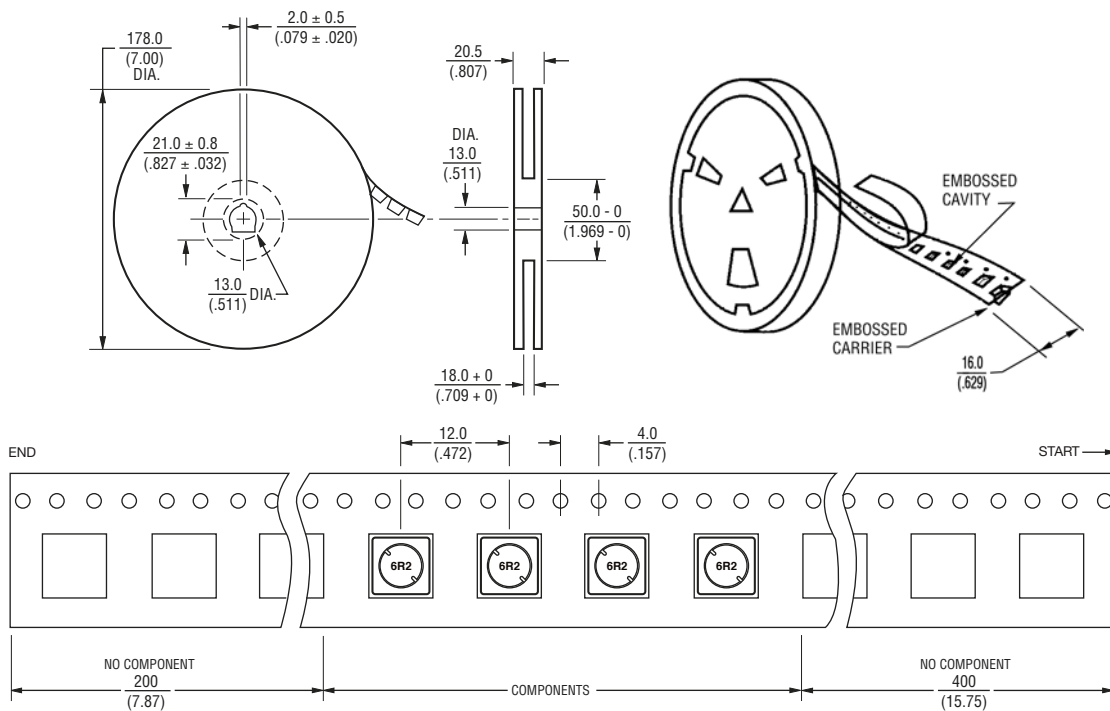 2.0 ± 0.5
(.079 ± .020)
178.0
(7.00)
DIA.
20.5
(.807)
21.0 ± 0.8
(.827 ± .032)
DIA.
13.0
(.511)
50.0 - 0
(1.969 - 0)
EMBOSSED
CAVITY
13.0
(.511)
DIA.
EMBOSSED
CARRIER
16.0
(.629)
18.0 + 0
(.709 + 0)
END
12.0
(.472)
4.0
(.157)
START
6R2
6R2
6R2
6R2
NO COMPONENT
200
(7.87)
COMPONENTS
NO COMPONENT
400
(15.75)